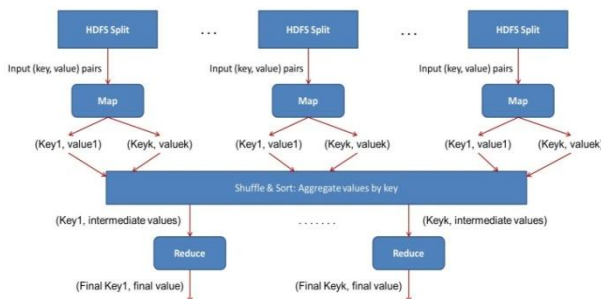 HDFS Split ... HDFS Split ... HDFS Split
Input (key, value) pairs Input (key, value) pairs Input (key, value) pairs
Map Map Map
(Key1, value1) (Keyk, valuek) (Key1, value1) (Keyk, valuek) (Key1, value1) (Keyk, valuek)
Shuffle & Sort: Aggregate values by key
(Key1, intermediate values) ....... (Keyk, intermediate values)
Reduce Reduce
(Final Key1, final value) (Final Keyk, final value)